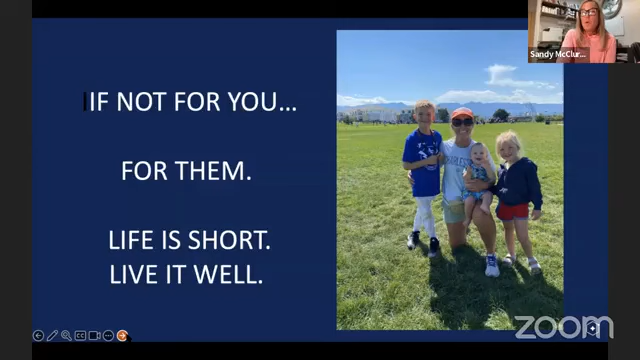 IF NOT FOR YOU...
FOR THEM.
LIFE IS SHORT.
LIVE IT WELL.
Sandy McClur...
zoom